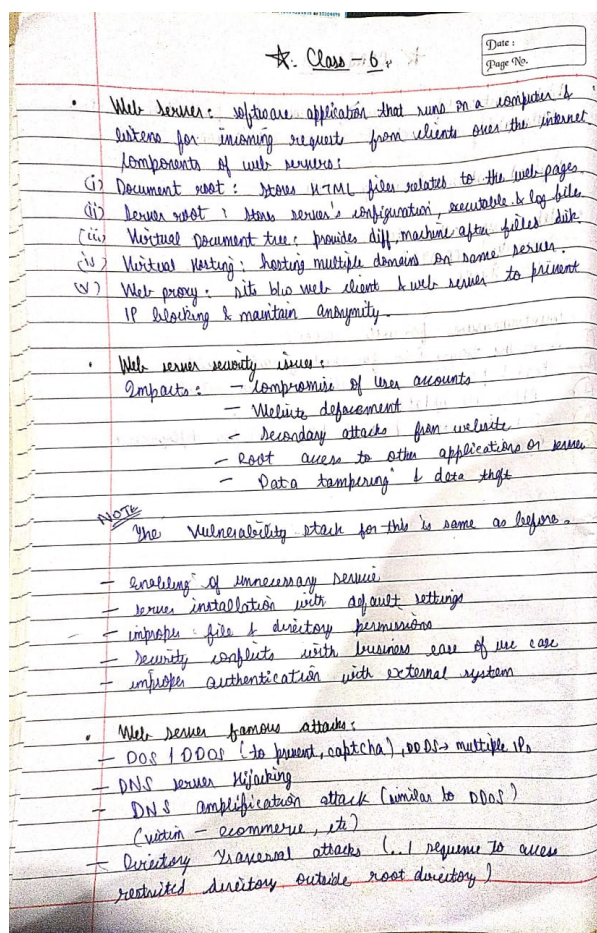 ☆. Class - 6.
Date :
Page No.
• Web server: software application that runs on a computer &
listens for incoming request from clients over the internet.
Components of web servers:
(i) Document root : stores HTML files relates to the web pages.
(ii) Server root : stores server's configuration, executable & log files
(iii) Virtual Document tree: provides diff. machine after filles disk.
(iv) Virtual Hosting: hosting multiple domains on same server.
(v) Web proxy: sits b/w web client & web server to prevent
IP blocking & maintain anonymity.
• Web server security issues:
Impacts: - compromise of user accounts
- Website defacement
- Secondary attacks from website
- Root access to other applications or server
- Data tampering & data theft
NOTE
The Vulnerability stack for this is same as before.
- enabling of unnecessary service
- server installation with default settings
- improper file & directory permissions
- security conflicts with business ease of use case
- improper authentication with external system
• Web server famous attacks:
- DOS / DDOS (to prevent, captcha), DDOS → multiple IPs
- DNS server Hijacking
- DNS amplification attack (similar to DDOS)
(victim - ecommerce, etc)
- Directory Traversal attacks (../ sequence to access
restricted directory outside root directory)